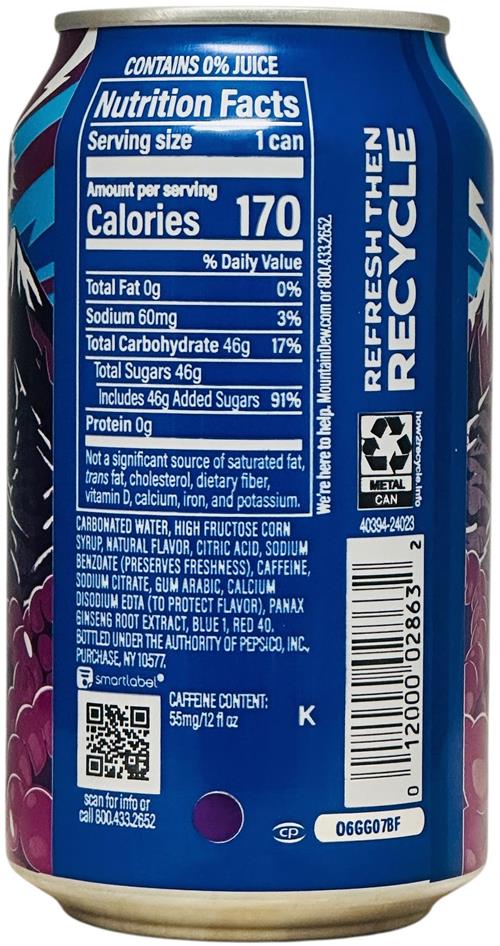 CONTAINS 0% JUICE
Nutrition Facts
Serving size 1 can
Amount per serving
Calories 170
% Daily Value
Total Fat 0g 0%
Sodium 60mg 3%
Total Carbohydrate 46g 17%
Total Sugars 46g
Includes 46g Added Sugars 91%
Protein 0g
Not a significant source of saturated fat,
trans fat, cholesterol, dietary fiber,
vitamin D, calcium, iron, and potassium.
CARBONATED WATER, HIGH FRUCTOSE CORN
SYRUP, NATURAL FLAVOR, CITRIC ACID, SODIUM
BENZOATE (PRESERVES FRESHNESS), CAFFEINE,
SODIUM CITRATE, GUM ARABIC, CALCIUM
DISODIUM EDTA (TO PROTECT FLAVOR), PANAX
GINSENG ROOT EXTRACT, BLUE 1, RED 40.
BOTTLED UNDER THE AUTHORITY OF PEPSICO, INC.,
PURCHASE, NY 10577.
smartlabel®
CAFFEINE CONTENT:
55mg/12 fl oz
K
scan for info or
call 800.433.2652
We're here to help. MountainDew.com or 800.433.2652.
REFRESH THEN
RECYCLE
METAL
CAN
how2recycle.info
40394-24023
0 12000 02863 2
CP
06GG07BF